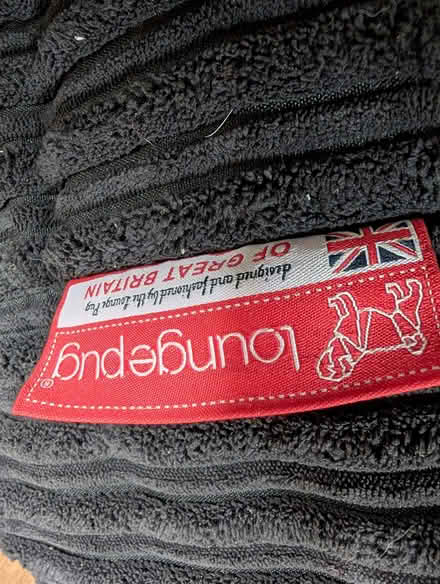 loungepug®
designed and fashioned by the Lounge Pug
OF GREAT BRITAIN